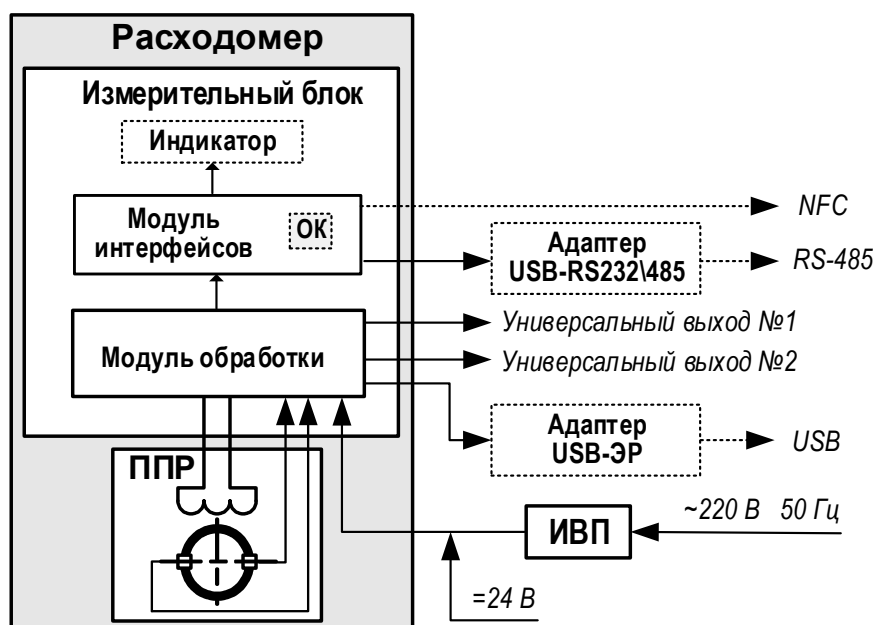 Расходомер
Измерительный блок
Индикатор
Модуль
интерфейсов
ОК
NFC
Адаптер
USB-RS232\485
RS-485
Универсальный выход №1
Модуль обработки
Универсальный выход №2
Адаптер
USB-ЭР
USB
ППР
ИВП
~220 В 50 Гц
=24 В